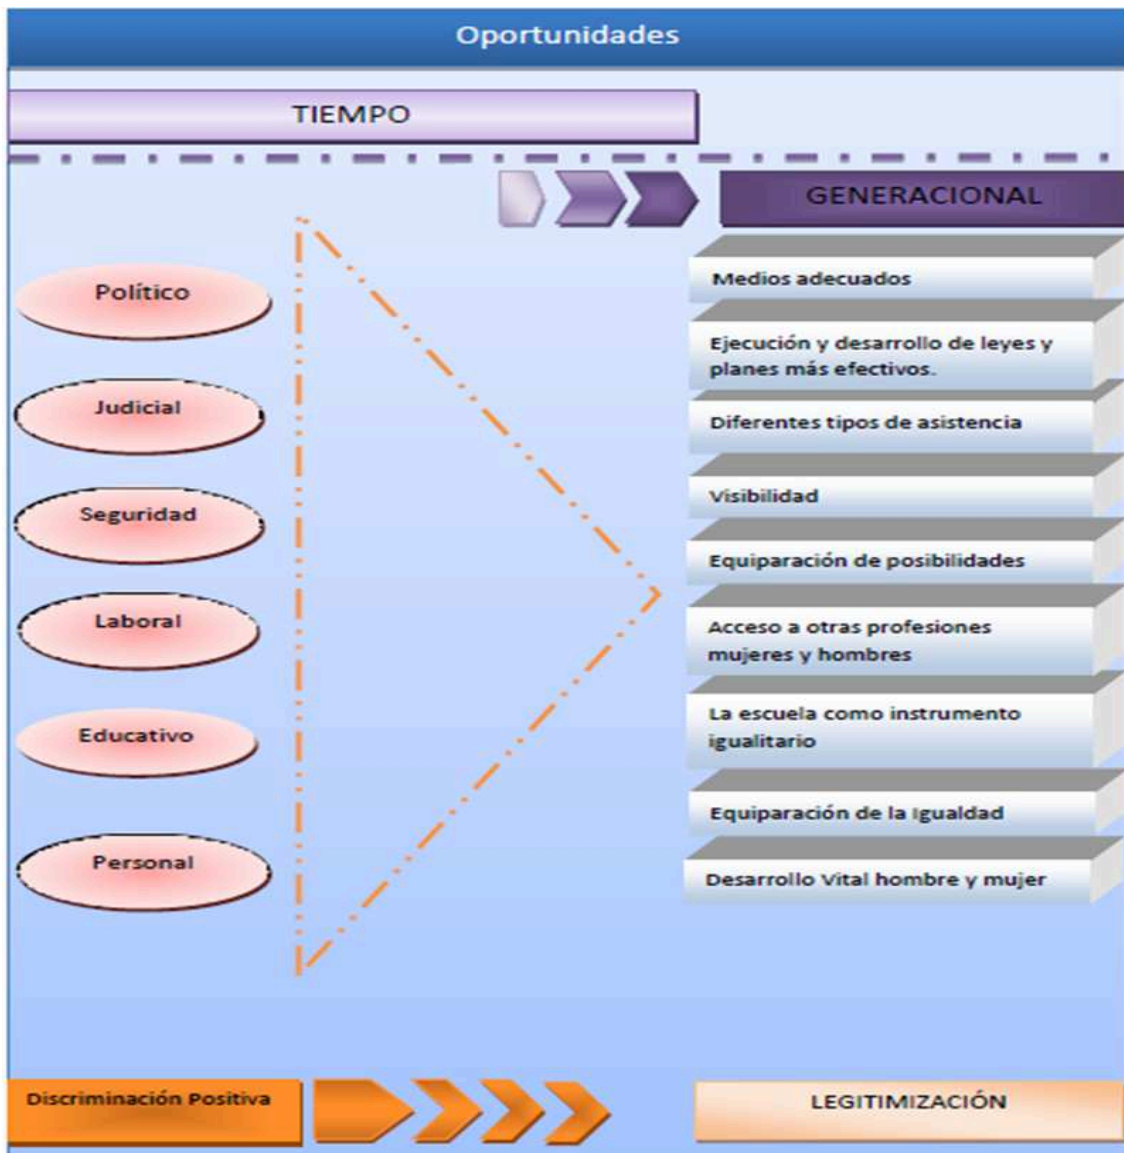 Oportunidades
TIEMPO
GENERACIONAL
Político
Judicial
Seguridad
Laboral
Educativo
Personal
Medios adecuados
Ejecución y desarrollo de leyes y
planes más efectivos.
Diferentes tipos de asistencia
Visibilidad
Equiparación de posibilidades
Acceso a otras profesiones
mujeres y hombres
La escuela como instrumento
igualitario
Equiparación de la Igualdad
Desarrollo Vital hombre y mujer
Discriminación Positiva
LEGITIMIZACIÓN